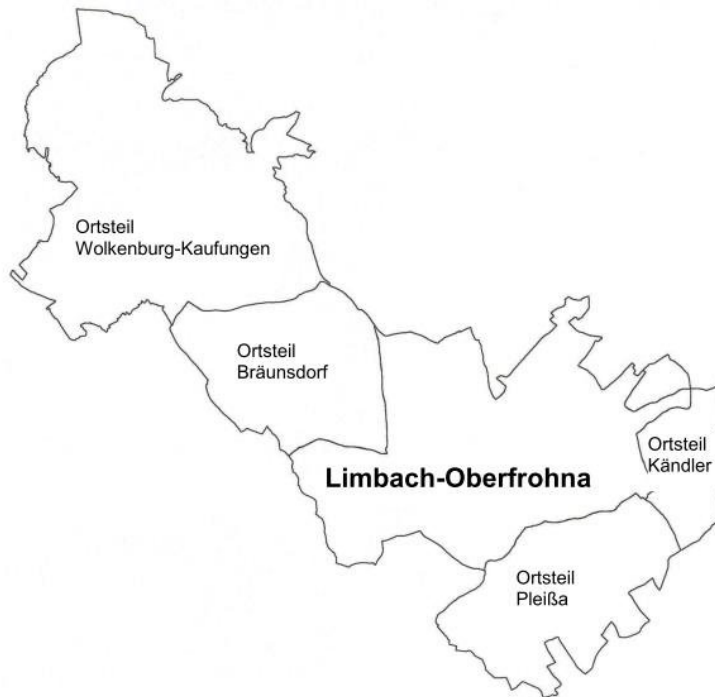 Ortsteil
Wolkenburg-Kaufungen
Ortsteil
Bräunsdorf
Limbach-Oberfrohna
Ortsteil
Kändler
Ortsteil
Pleißa